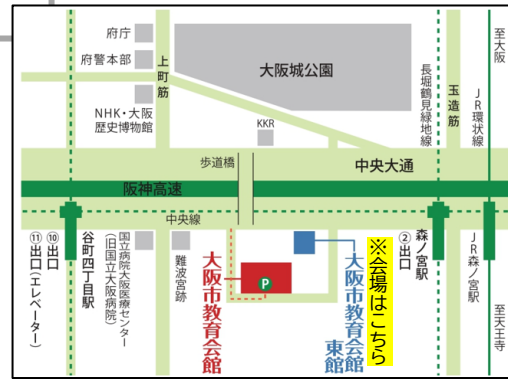 府庁
府警本部
上町筋
NHK・大阪
歴史博物館
大阪城公園
KKR
長堀鶴見緑地線
玉造筋
JR環状線
至大阪
歩道橋
中央大通
阪神高速
中央線
⑪出口(エレベーター)
⑩出口
谷町四丁目駅
国立病院大阪医療センター
(旧国立大阪病院)
難波宮跡
大阪市教育会館
P
大阪市教育会館
東館
※会場はこちら
②出口
森ノ宮駅
JR森ノ宮駅
至天王寺